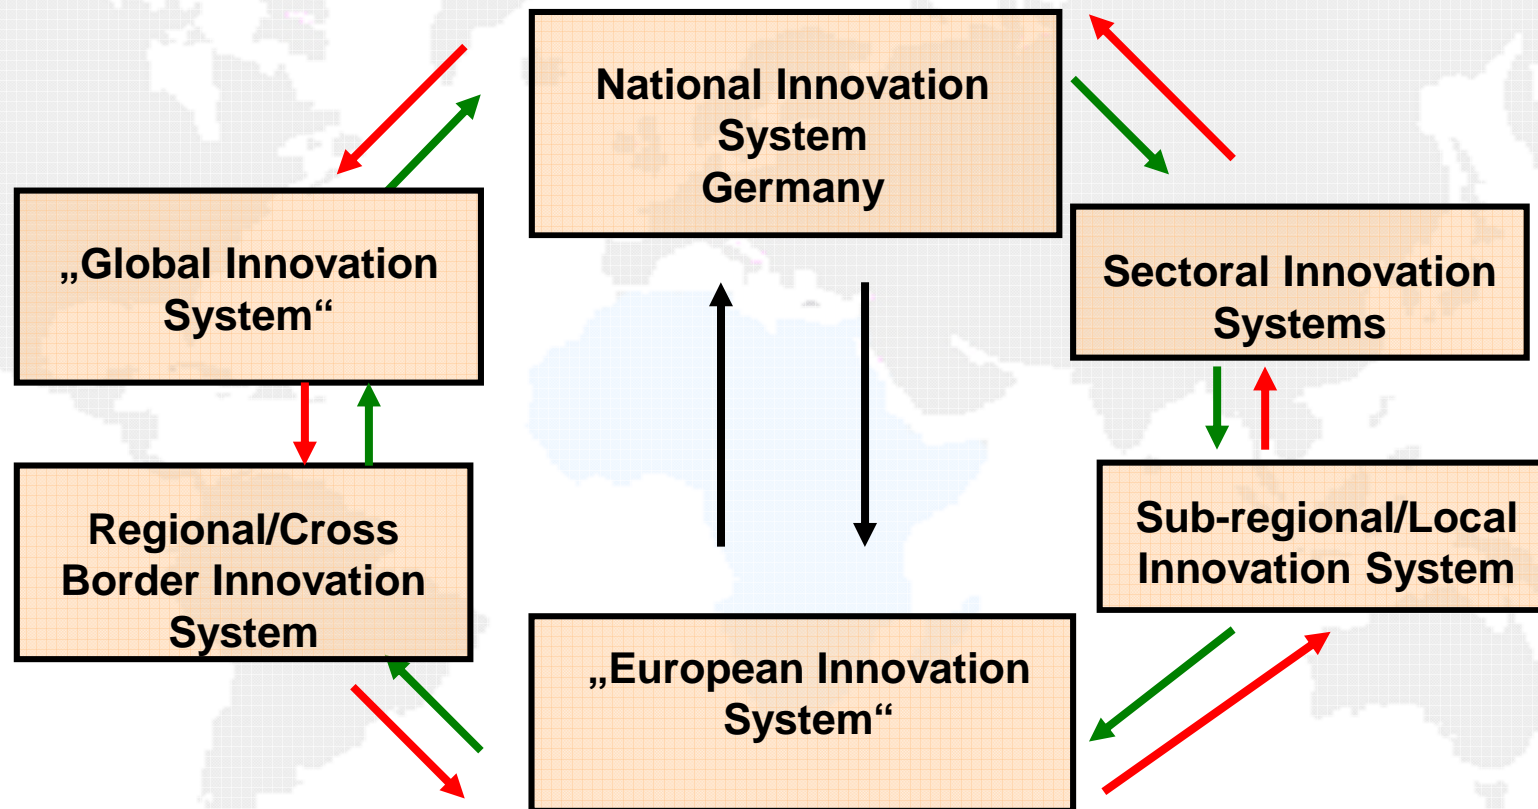 National Innovation
System
Germany
„Global Innovation
System“
Sectoral Innovation
Systems
Regional/Cross
Border Innovation
System
Sub-regional/Local
Innovation System
„European Innovation
System“